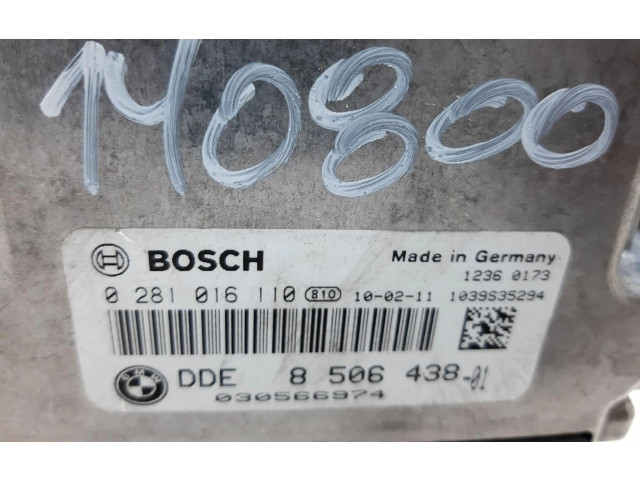 140800
BOSCH Made in Germany
1236 0173
0 281 016 110 810 10-02-11 1039S35294
BMW DDE 8 506 438-01
030566974